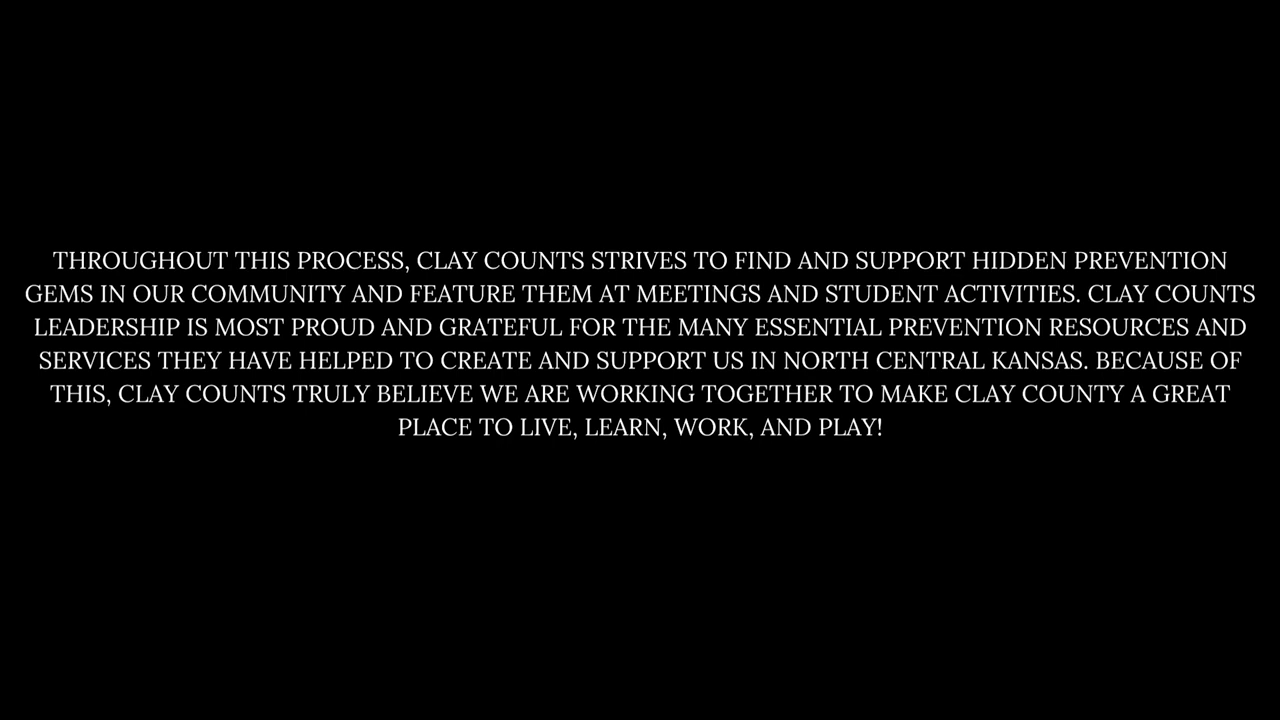 THROUGHOUT THIS PROCESS, CLAY COUNTS STRIVES TO FIND AND SUPPORT HIDDEN PREVENTION
GEMS IN OUR COMMUNITY AND FEATURE THEM AT MEETINGS AND STUDENT ACTIVITIES. CLAY COUNTS
LEADERSHIP IS MOST PROUD AND GRATEFUL FOR THE MANY ESSENTIAL PREVENTION RESOURCES AND
SERVICES THEY HAVE HELPED TO CREATE AND SUPPORT US IN NORTH CENTRAL KANSAS. BECAUSE OF
THIS, CLAY COUNTS TRULY BELIEVE WE ARE WORKING TOGETHER TO MAKE CLAY COUNTY A GREAT
PLACE TO LIVE, LEARN, WORK, AND PLAY!